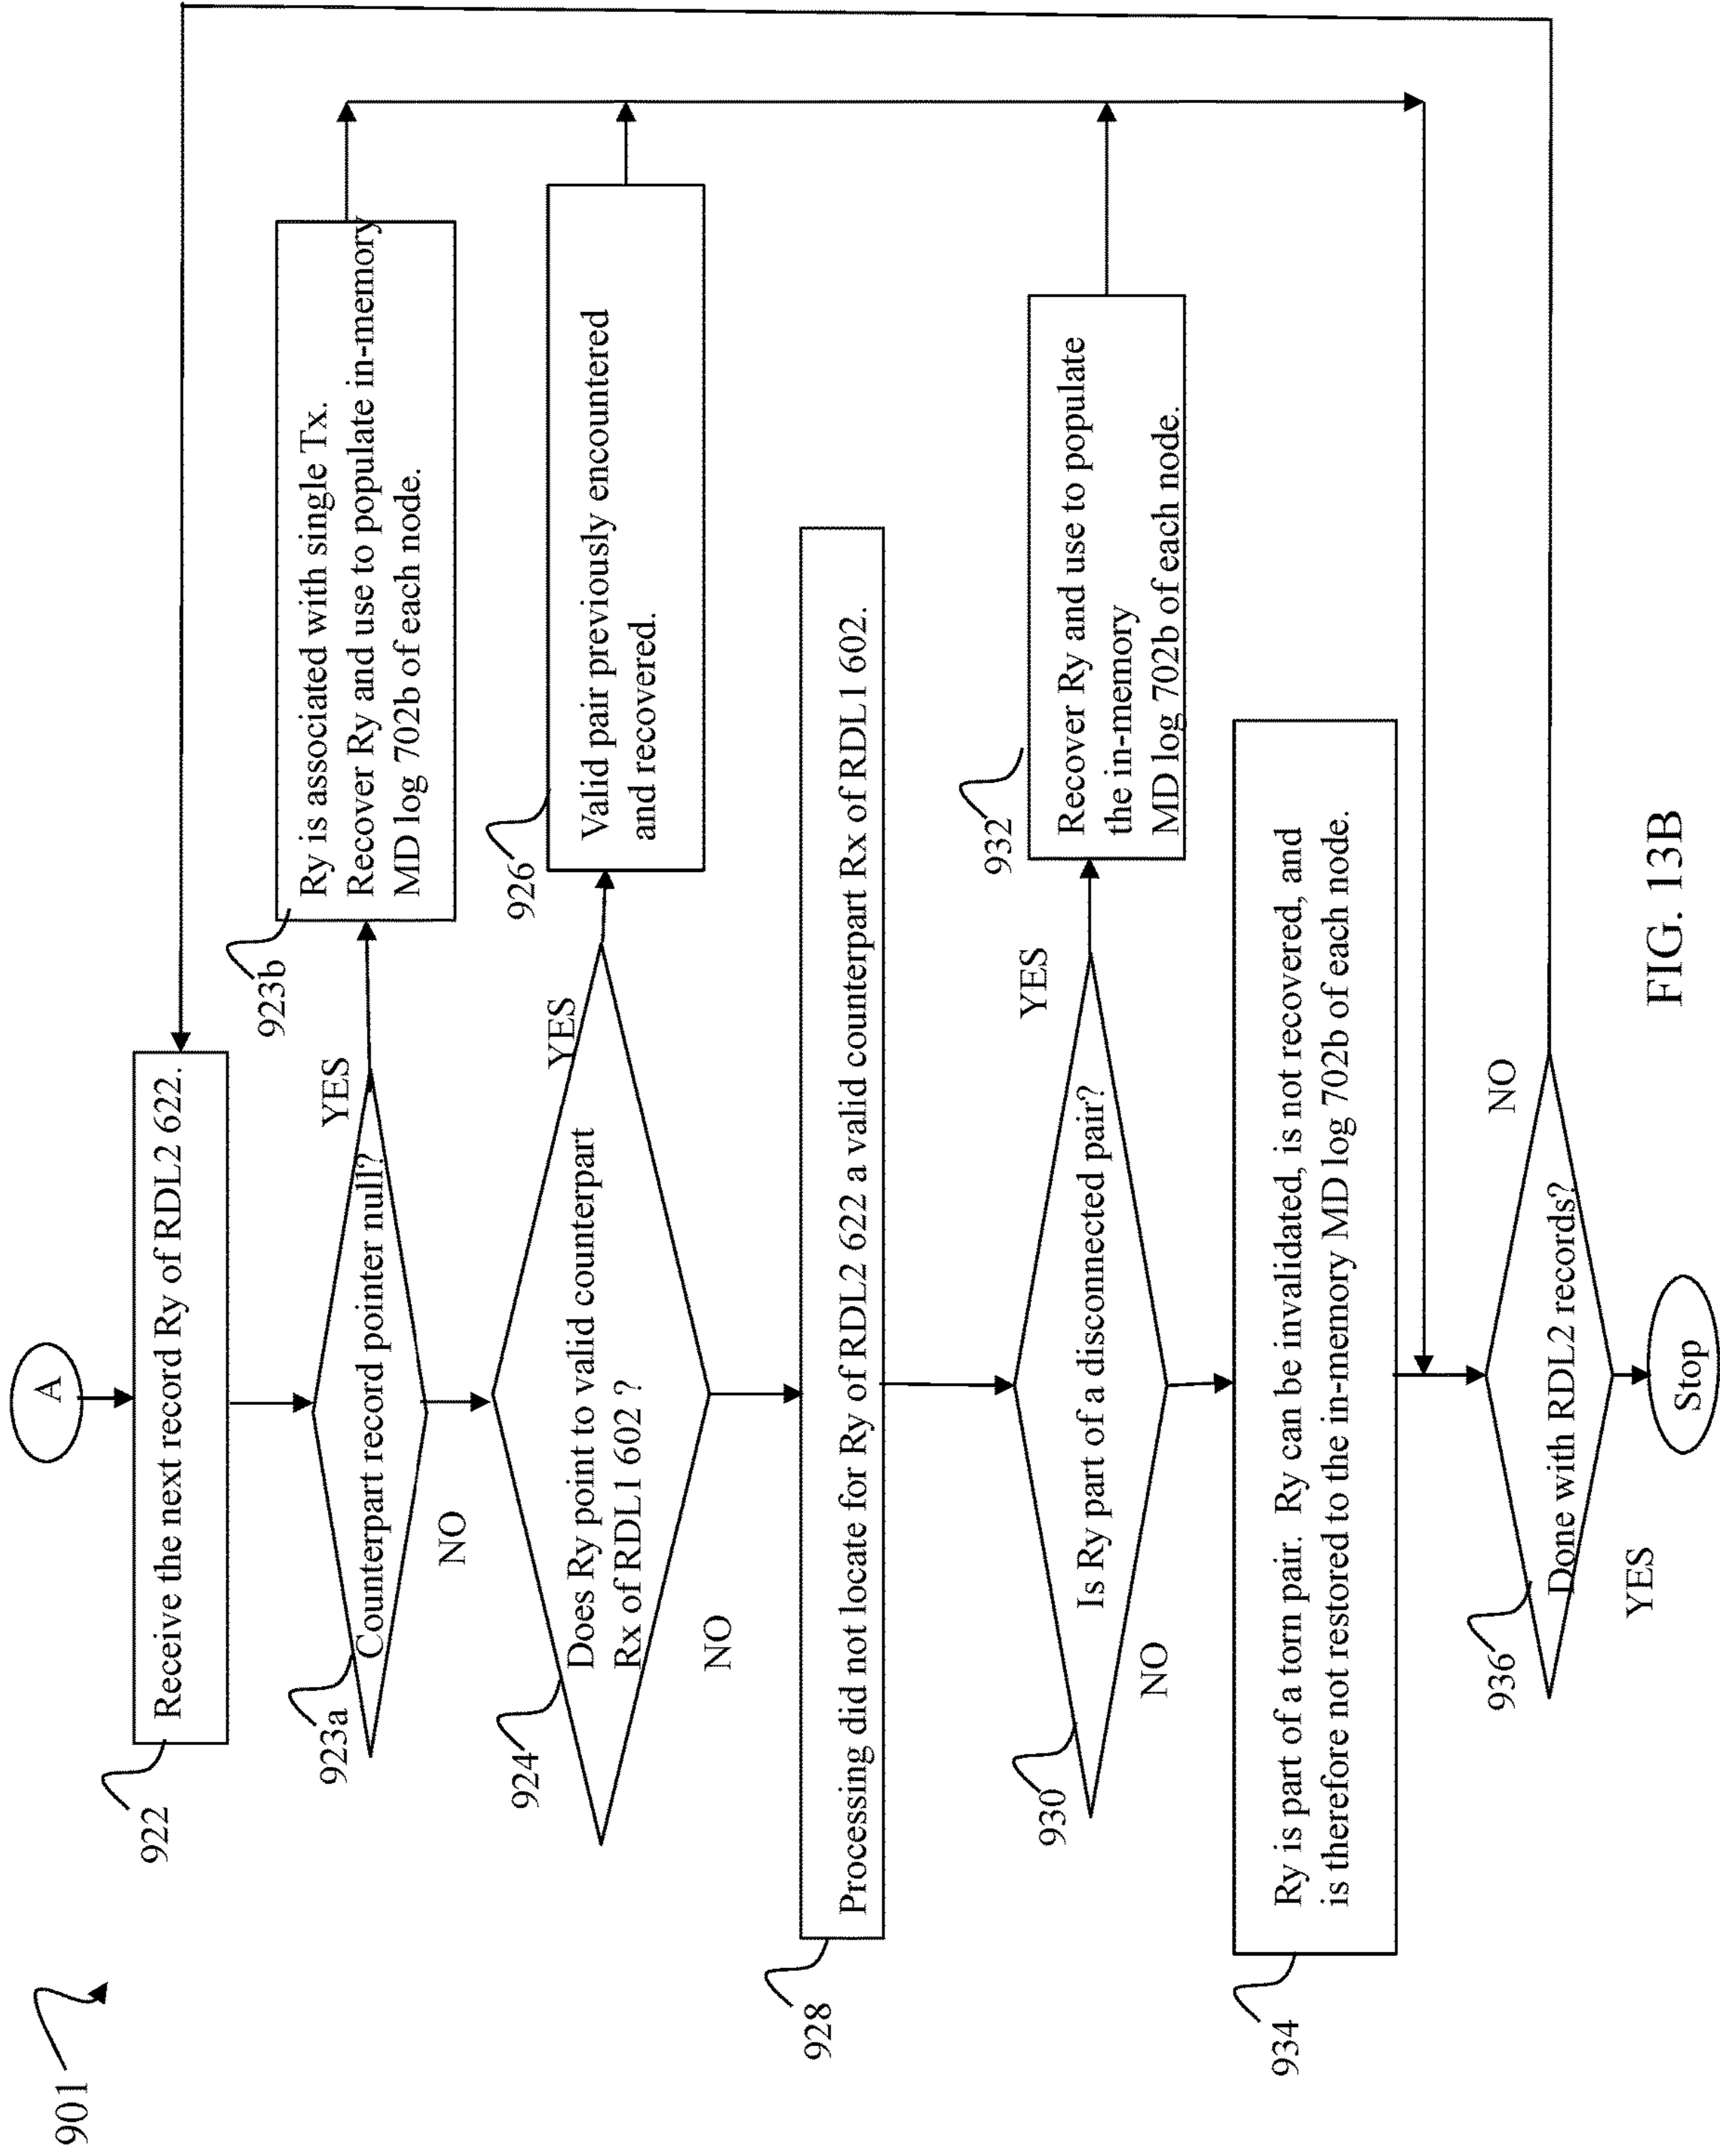 901
A
922
Receive the next record Ry of RDL2 622.
923a
Counterpart record pointer null?
YES
NO
923b
Ry is associated with single Tx.
Recover Ry and use to populate in-memory
MD log 702b of each node.
924
Does Ry point to valid counterpart
Rx of RDL1 602 ?
YES
NO
926
Valid pair previously encountered
and recovered.
928
Processing did not locate for Ry of RDL2 622 a valid counterpart Rx of RDL1 602.
930
Is Ry part of a disconnected pair?
YES
NO
932
Recover Ry and use to populate
the in-memory
MD log 702b of each node.
934
Ry is part of a torn pair. Ry can be invalidated, is not recovered, and
is therefore not restored to the in-memory MD log 702b of each node.
936
Done with RDL2 records?
NO
YES
Stop
FIG. 13B